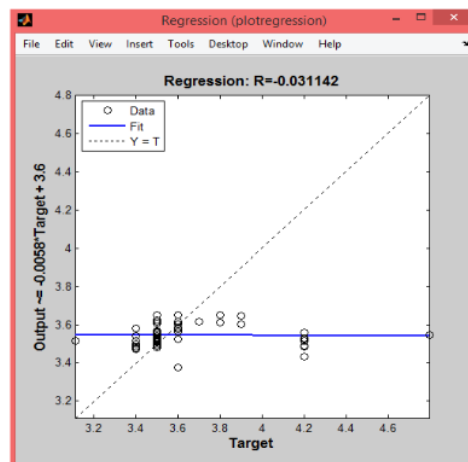 Regression (plotregression)
File Edit View Insert Tools Desktop Window Help
Regression: R=-0.031142
Data
Fit
Y = T
Output ~= -0.0058*Target + 3.6
4.8
4.6
4.4
4.2
4
3.8
3.6
3.4
3.2
3.2 3.4 3.6 3.8 4 4.2 4.4 4.6
Target